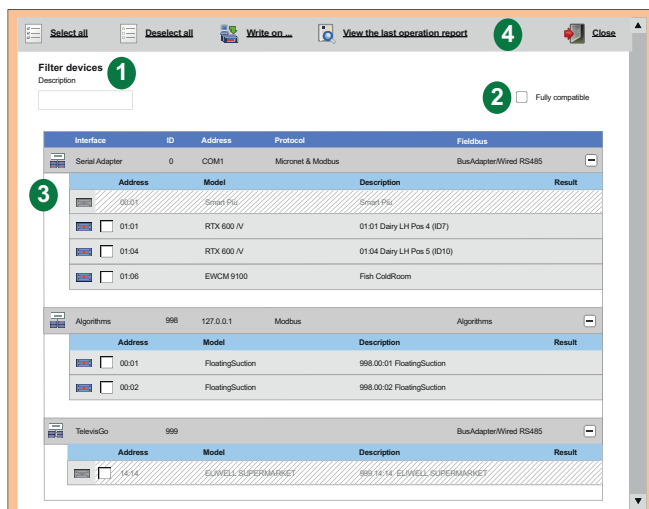 Select all Deselect all Write on ... View the last operation report 4 Close
Filter devices 1
Description
2 Fully compatible
Interface ID Address Protocol Fieldbus
Serial Adapter 0 COM1 Micronet & Modbus BusAdapter/Wired RS485
3
Address Model Description Result
00:01 Smart Piu Smart Piu
01:01 RTX 600 /V 01:01 Dairy LH Pos 4 (ID7)
01:04 RTX 600 /V 01:04 Dairy LH Pos 5 (ID10)
01:06 EWCM 9100 Fish ColdRoom
Algorithms 998 127.0.0.1 Modbus Algorithms
Address Model Description Result
00:01 FloatingSuction 998.00:01 FloatingSuction
00:02 FloatingSuction 998.00:02 FloatingSuction
TelevisGo 999 BusAdapter/Wired RS485
Address Model Description Result
14:14 ELIWELL SUPERMARKET 999.14:14 ELIWELL SUPERMARKET